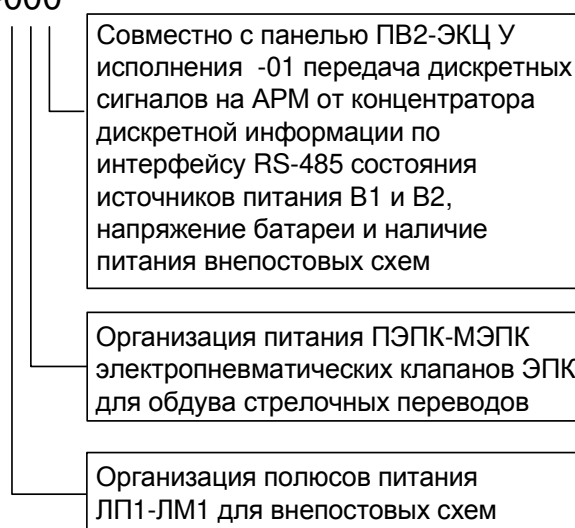 000
Совместно с панелью ПВ2-ЭКЦ У
исполнения -01 передача дискретных
сигналов на АРМ от концентратора
дискретной информации по
интерфейсу RS-485 состояния
источников питания В1 и В2,
напряжение батареи и наличие
питания внепостовых схем
Организация питания ПЭПК-МЭПК
электропневматических клапанов ЭПК
для обдува стрелочных переводов
Организация полюсов питания
ЛП1-ЛМ1 для внепостовых схем